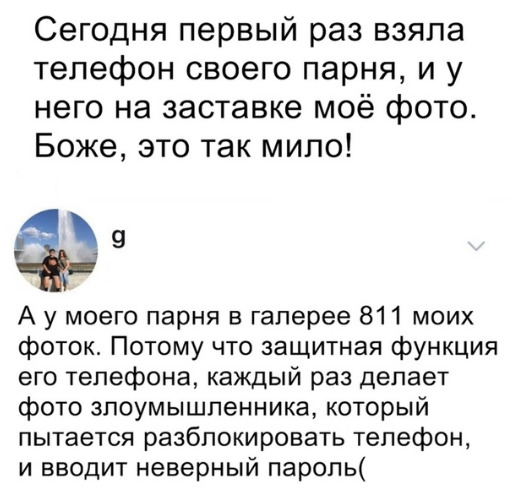 Сегодня первый раз взяла
телефон своего парня, и у
него на заставке моё фото.
Боже, это так мило!
g
А у моего парня в галерее 811 моих
фоток. Потому что защитная функция
его телефона, каждый раз делает
фото злоумышленника, который
пытается разблокировать телефон,
и вводит неверный пароль(